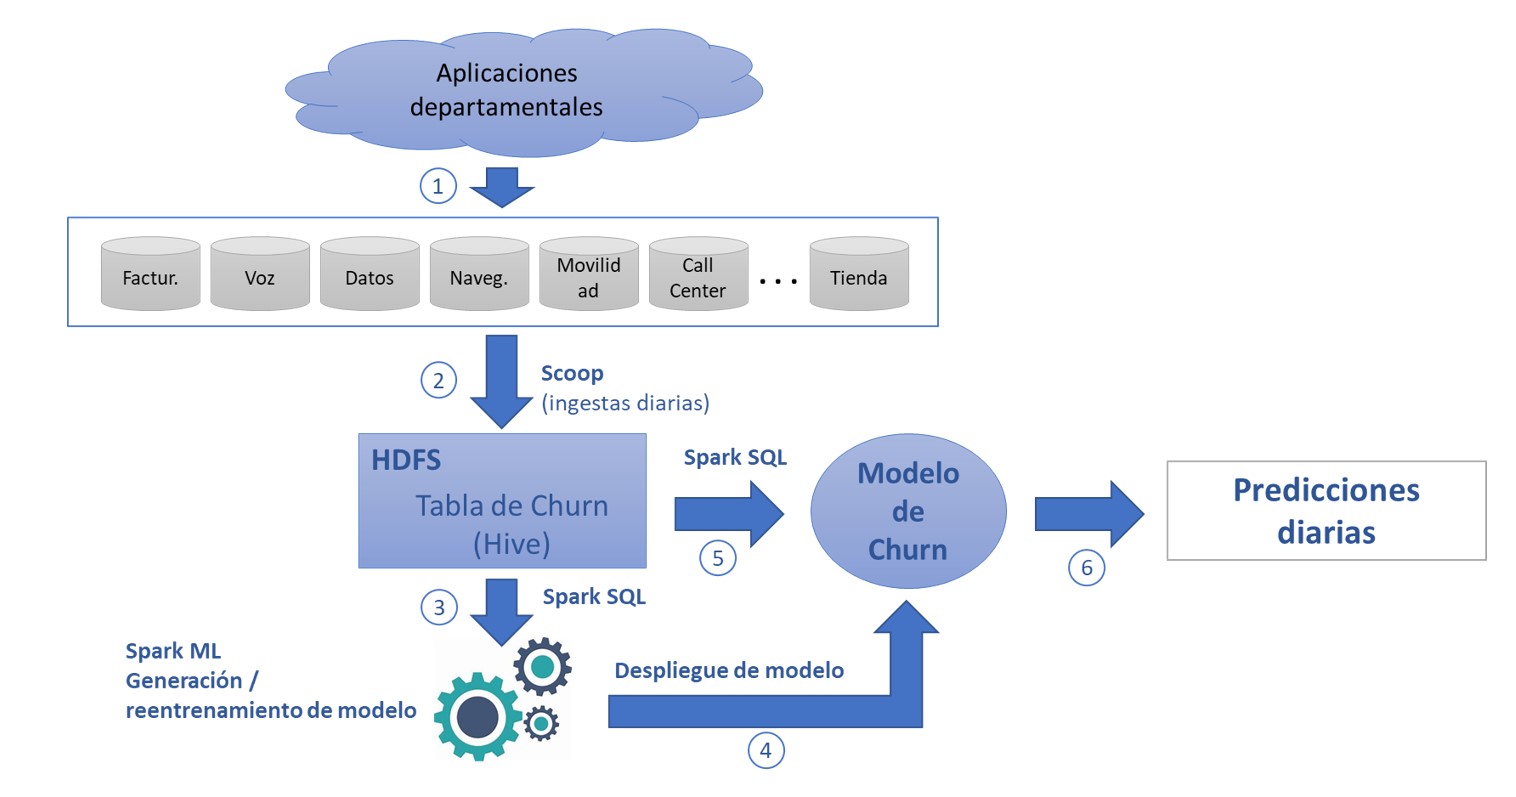 Aplicaciones
departamentales
1
Factur.
Voz
Datos
Naveg.
Movilid
ad
Call
Center
...
Tienda
2
Scoop
(ingestas diarias)
HDFS
Tabla de Churn
(Hive)
Spark SQL
5
Modelo
de
Churn
6
Predicciones
diarias
3
Spark SQL
Spark ML
Generación /
reentrenamiento de modelo
Despliegue de modelo
4